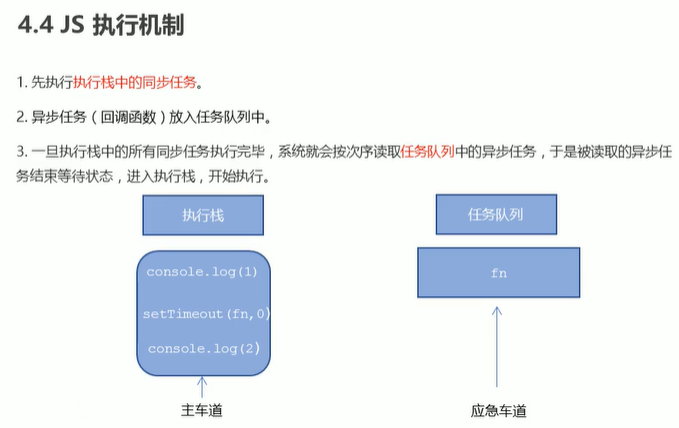 4.4 JS 执行机制
1. 先执行执行栈中的同步任务。
2. 异步任务（回调函数）放入任务队列中。
3. 一旦执行栈中的所有同步任务执行完毕，系统就会按次序读取任务队列中的异步任务，于是被读取的异步任
务结束等待状态，进入执行栈，开始执行。
执行栈
任务队列
console.log(1)
fn
setTimeout(fn,0)
console.log(2)
主车道
应急车道